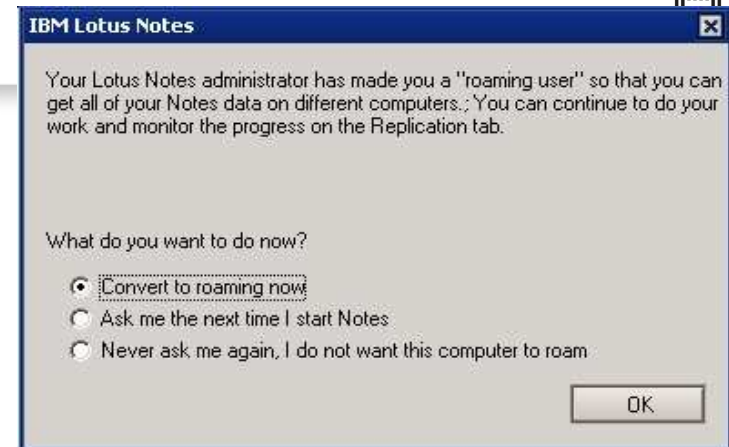 IBM Lotus Notes
Your Lotus Notes administrator has made you a "roaming user" so that you can
get all of your Notes data on different computers.; You can continue to do your
work and monitor the progress on the Replication tab.
What do you want to do now?
Convert to roaming now
Ask me the next time I start Notes
Never ask me again, I do not want this computer to roam
OK